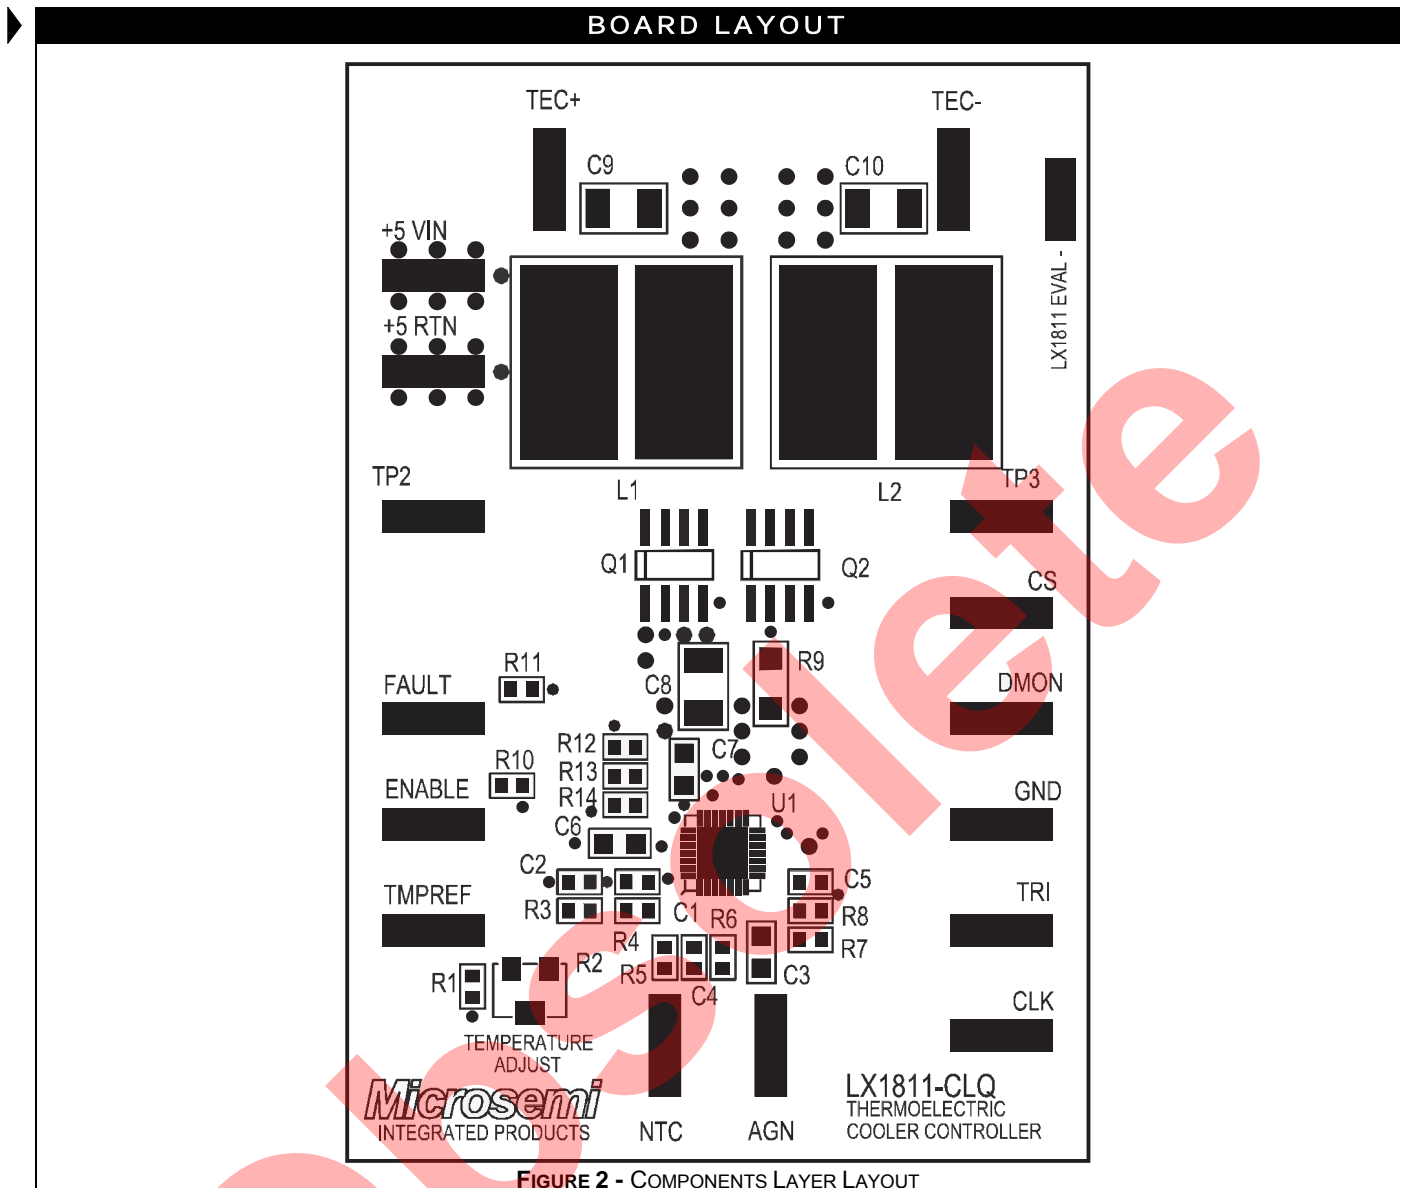 BOARD LAYOUT
TEC+
TEC-
C9
C10
+5 VIN
+5 RTN
LX1811 EVAL -
TP2
L1
L2
TP3
Q1
Q2
CS
R11
C8
R9
FAULT
DMON
R12
C7
R10
R13
ENABLE
R14
U1
GND
C6
C2
C5
TMPREF
R3
C1
R6
R8
TRI
R4
R7
R1
R2
R5
C4
C3
CLK
TEMPERATURE
ADJUST
Microsemi
INTEGRATED PRODUCTS
NTC
AGN
LX1811-CLQ
THERMOELECTRIC
COOLER CONTROLLER
FIGURE 2 - COMPONENTS LAYER LAYOUT
obsolete